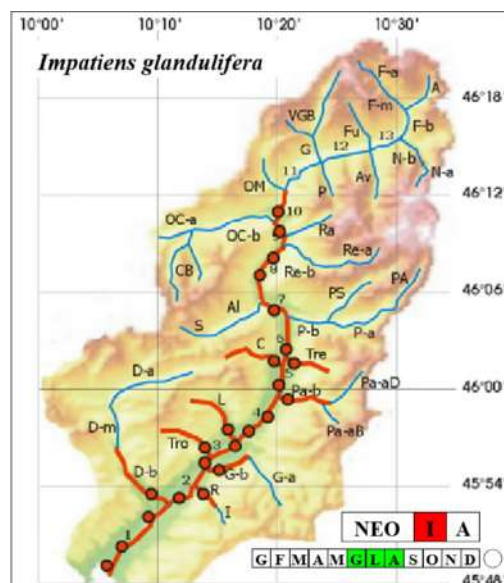 10°00' 10°10' 10°20' 10°30'
Impatiens glandulifera
46°18'
46°12'
46°06'
46°00
45°54
F-a A
VGB F-m
Fu 13 F-b
G 12 N-b
11 N-a
OM P Av
OC-a 10
OC-b 9 Ra
CB 8 Re-b Re-a
PS PA
Al 7
S P-b P-a
6
C Tre
D-a 5
Pa-b Pa-aD
L 4
D-m Pa-aB
Tro 3
D-b G-b G-a
2 R
I
1
NEO I A
G F M A M G L A S O N D